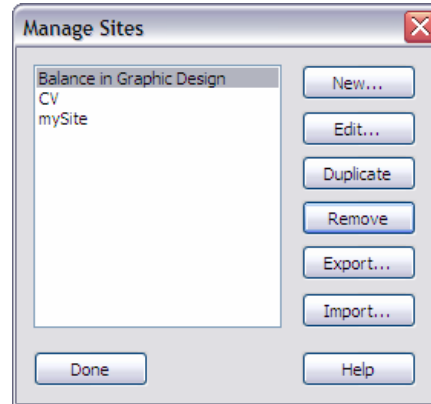 Manage Sites
Balance in Graphic Design
CV
mySite
New...
Edit...
Duplicate
Remove
Export...
Import...
Done
Help